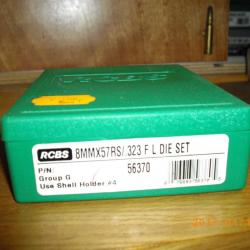 RCBS 8MMX57RS/.323 F L DIE SET
P/N: 56370
Group G
Use Shell Holder #4